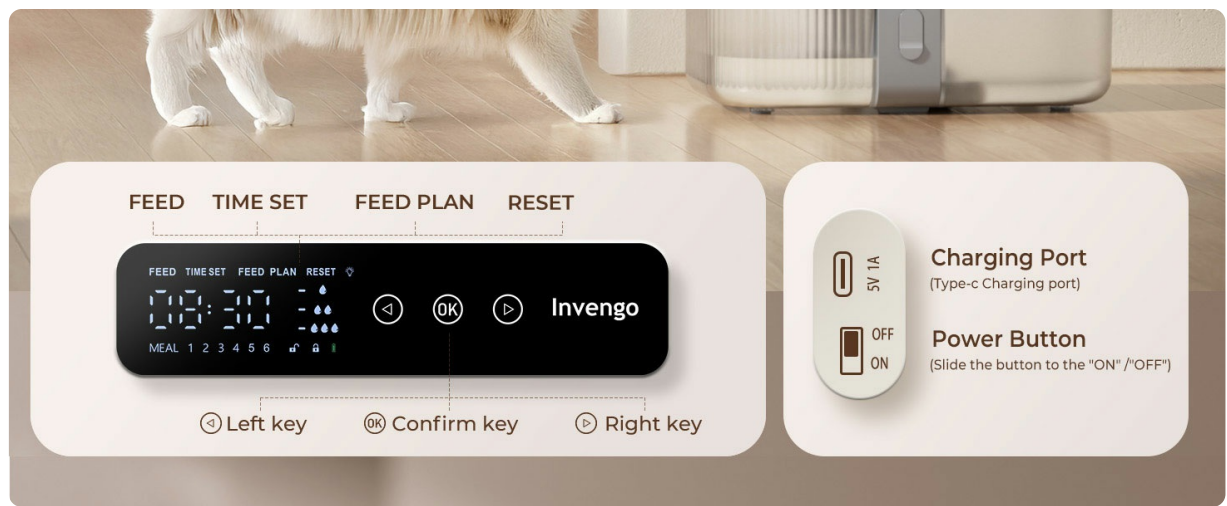 FEED TIME SET FEED PLAN RESET
FEED TIME SET FEED PLAN RESET
08:30
OK
Invengo
MEAL 1 2 3 4 5 6
Left key
OK Confirm key
Right key
5V 1A
Charging Port
(Type-c Charging port)
OFF
ON
Power Button
(Slide the button to the "ON" /"OFF")